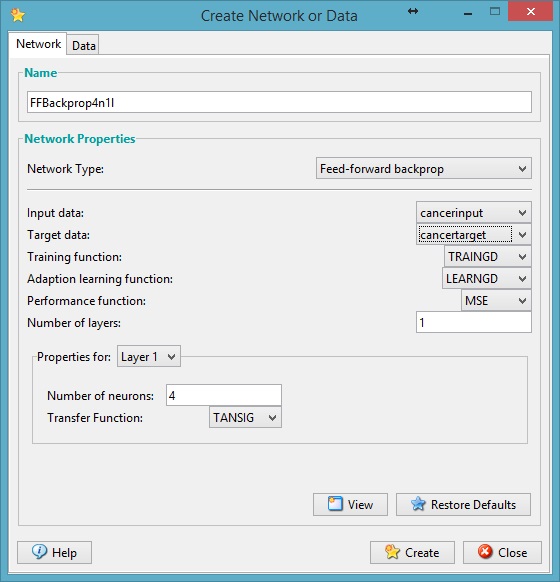 Create Network or Data
Network Data
Name
FFBackprop4n1l
Network Properties
Network Type: Feed-forward backprop
Input data: cancerinput
Target data: cancertarget
Training function: TRAINGD
Adaption learning function: LEARNGD
Performance function: MSE
Number of layers: 1
Properties for: Layer 1
Number of neurons: 4
Transfer Function: TANSIG
View Restore Defaults
Help Create Close